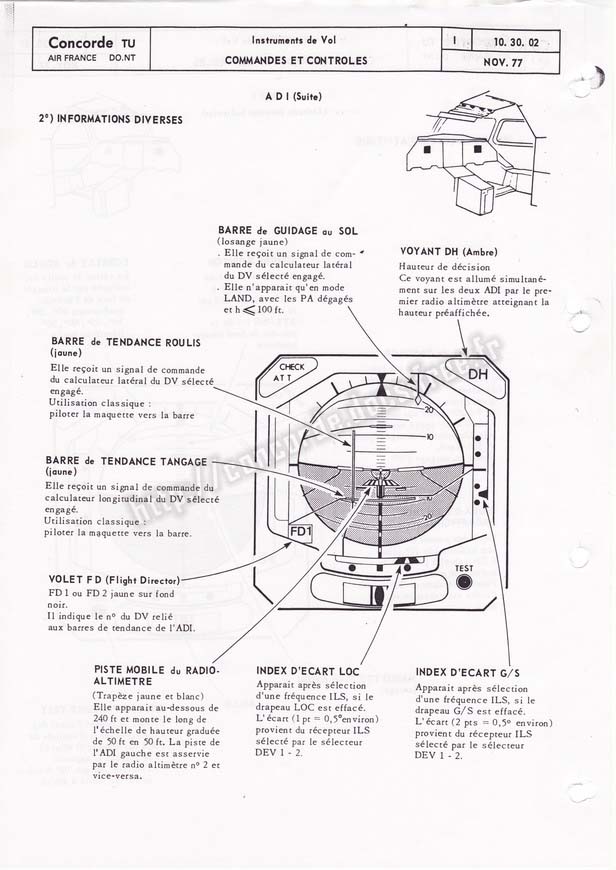 Concorde TU
AIR FRANCE DO.NT
Instruments de Vol
COMMANDES ET CONTROLES
I
10. 30. 02
NOV. 77
A D I (Suite)
2°) INFORMATIONS DIVERSES
BARRE de GUIDAGE au SOL
(losange jaune)
. Elle reçoit un signal de com-
mande du calculateur latéral
du DV sélecté engagé.
. Elle n'apparait qu'en mode
LAND, avec les PA dégagés
et h ⩽ 100 ft.
VOYANT DH (Ambre)
Hauteur de décision
Ce voyant est allumé simultané-
ment sur les deux ADI par le pre-
mier radio altimètre atteignant la
hauteur préaffichée.
BARRE de TENDANCE ROULIS
(jaune)
Elle reçoit un signal de commande
du calculateur latéral du DV sélecté
engagé.
Utilisation classique :
piloter la maquette vers la barre
CHECK
ATT
DH
20
10
BARRE de TENDANCE TANGAGE
(jaune)
Elle reçoit un signal de commande du
calculateur longitudinal du DV sélecté
engagé.
Utilisation classique :
piloter la maquette vers la barre.
10
20
FD1
TEST
VOLET F D (Flight Director)
FD 1 ou FD 2 jaune sur fond
noir.
Il indique le n° du DV relié
aux barres de tendance de l'ADI.
PISTE MOBILE du RADIO-
ALTIMETRE
(Trapèze jaune et blanc)
Elle apparait au-dessous de
240 ft et monte le long de
l'échelle de hauteur graduée
de 50 ft en 50 ft. La piste de
l'ADI gauche est asservie
par le radio altimètre n° 2 et
vice-versa.
INDEX D'ECART LOC
Apparait après sélection
d'une fréquence ILS, si le
drapeau LOC est effacé.
L'écart (1 pt = 0,5° environ)
provient du récepteur ILS
sélecté par le sélecteur
DEV 1 - 2.
INDEX D'ECART G/S
Apparait après sélection
d'une fréquence ILS, si le
drapeau G/S est effacé.
L'écart (2 pts = 0,5° environ)
provient du récepteur ILS
sélecté par le sélecteur
DEV 1 - 2.